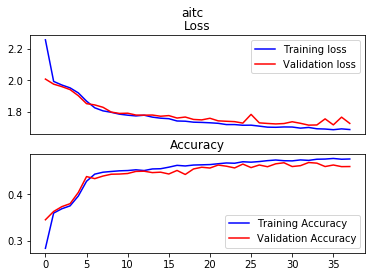 aitc
Loss
2.2
2.0
1.8
Training loss
Validation loss
Accuracy
0.4
0.3
Training Accuracy
Validation Accuracy
0 5 10 15 20 25 30 35